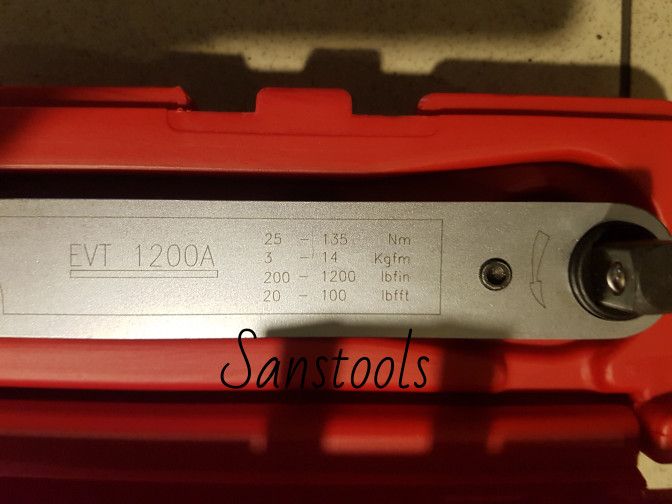 EVT 1200A
25 - 135 Nm
3 - 14 Kgfm
200 - 1200 lbfin
20 - 100 lbfft
Sanstools